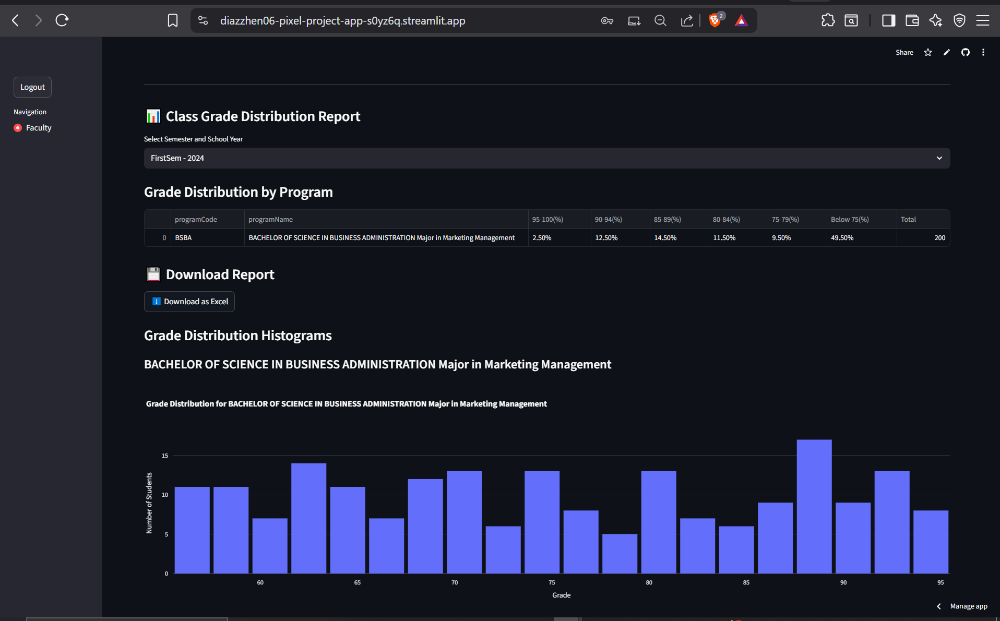 diazzhen06-pixel-project-app-s0yz6q.streamlit.app
2
Share
Logout
Navigation
Faculty
Class Grade Distribution Report
Select Semester and School Year
FirstSem - 2024
Grade Distribution by Program
programCode programName 95-100(%) 90-94(%) 85-89(%) 80-84(%) 75-79(%) Below 75(%) Total
0 BSBA BACHELOR OF SCIENCE IN BUSINESS ADMINISTRATION Major in Marketing Management 2.50% 12.50% 14.50% 11.50% 9.50% 49.50% 200
Download Report
Download as Excel
Grade Distribution Histograms
BACHELOR OF SCIENCE IN BUSINESS ADMINISTRATION Major in Marketing Management
Grade Distribution for BACHELOR OF SCIENCE IN BUSINESS ADMINISTRATION Major in Marketing Management
Number of Students
15
10
5
0
60 65 70 75 80 85 90 95
Grade
Manage app